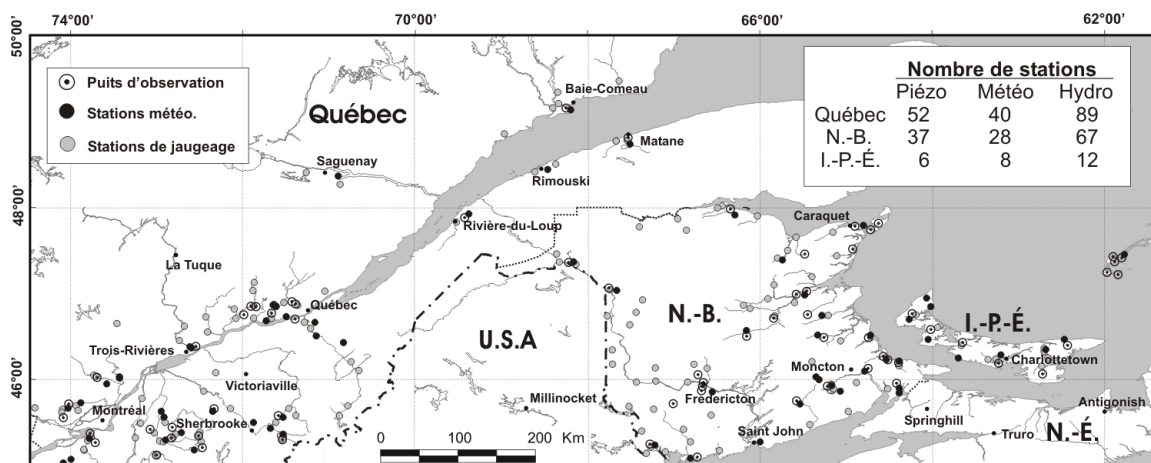 74°00'
70°00'
66°00'
62°00'
50°00'
48°00'
46°00'
Puits d'observation
Stations météo.
Stations de jaugeage
Nombre de stations
Piézo Météo Hydro
Québec 52 40 89
N.-B. 37 28 67
I.-P.-É. 6 8 12
Québec
Baie-Comeau
Matane
Saguenay
Rimouski
Rivière-du-Loup
Caraquet
La Tuque
Québec
U.S.A
N.-B.
I.-P.-É.
Trois-Rivières
Charlottetown
Moncton
Victoriaville
Millinocket
Fredericton
Montréal
Sherbrooke
Springhill
Antigonish
Saint John
Truro
N.-É.
0 100 200 Km